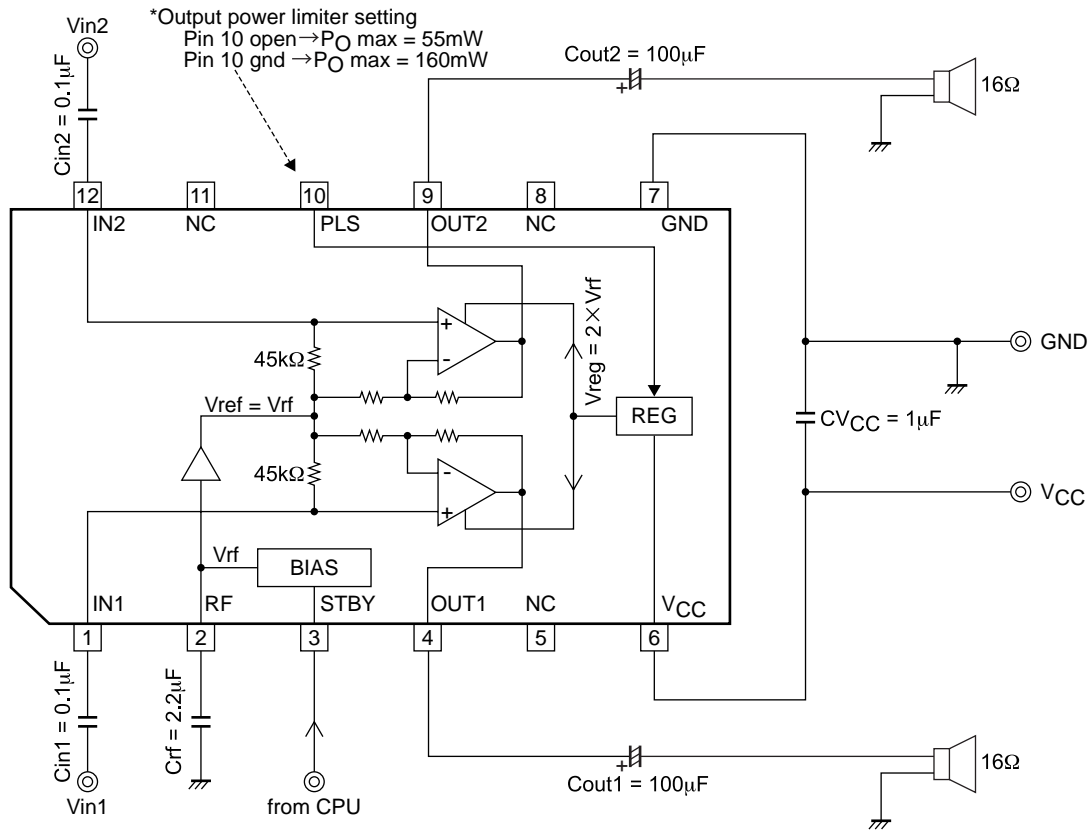 *Output power limiter setting
Pin 10 open→PO max = 55mW
Pin 10 gnd →PO max = 160mW
Vin2
Cin2 = 0.1μF
Cout2 = 100μF
+
16Ω
12
11
10
9
8
7
IN2
NC
PLS
OUT2
NC
GND
+
-
45kΩ
Vreg = 2×Vrf
Vref = Vrf
REG
45kΩ
-
+
GND
CVCC = 1μF
VCC
Vrf
BIAS
IN1
RF
STBY
OUT1
NC
VCC
1
2
3
4
5
6
Cin1 = 0.1μF
Crf = 2.2μF
Vin1
from CPU
+
Cout1 = 100μF
16Ω